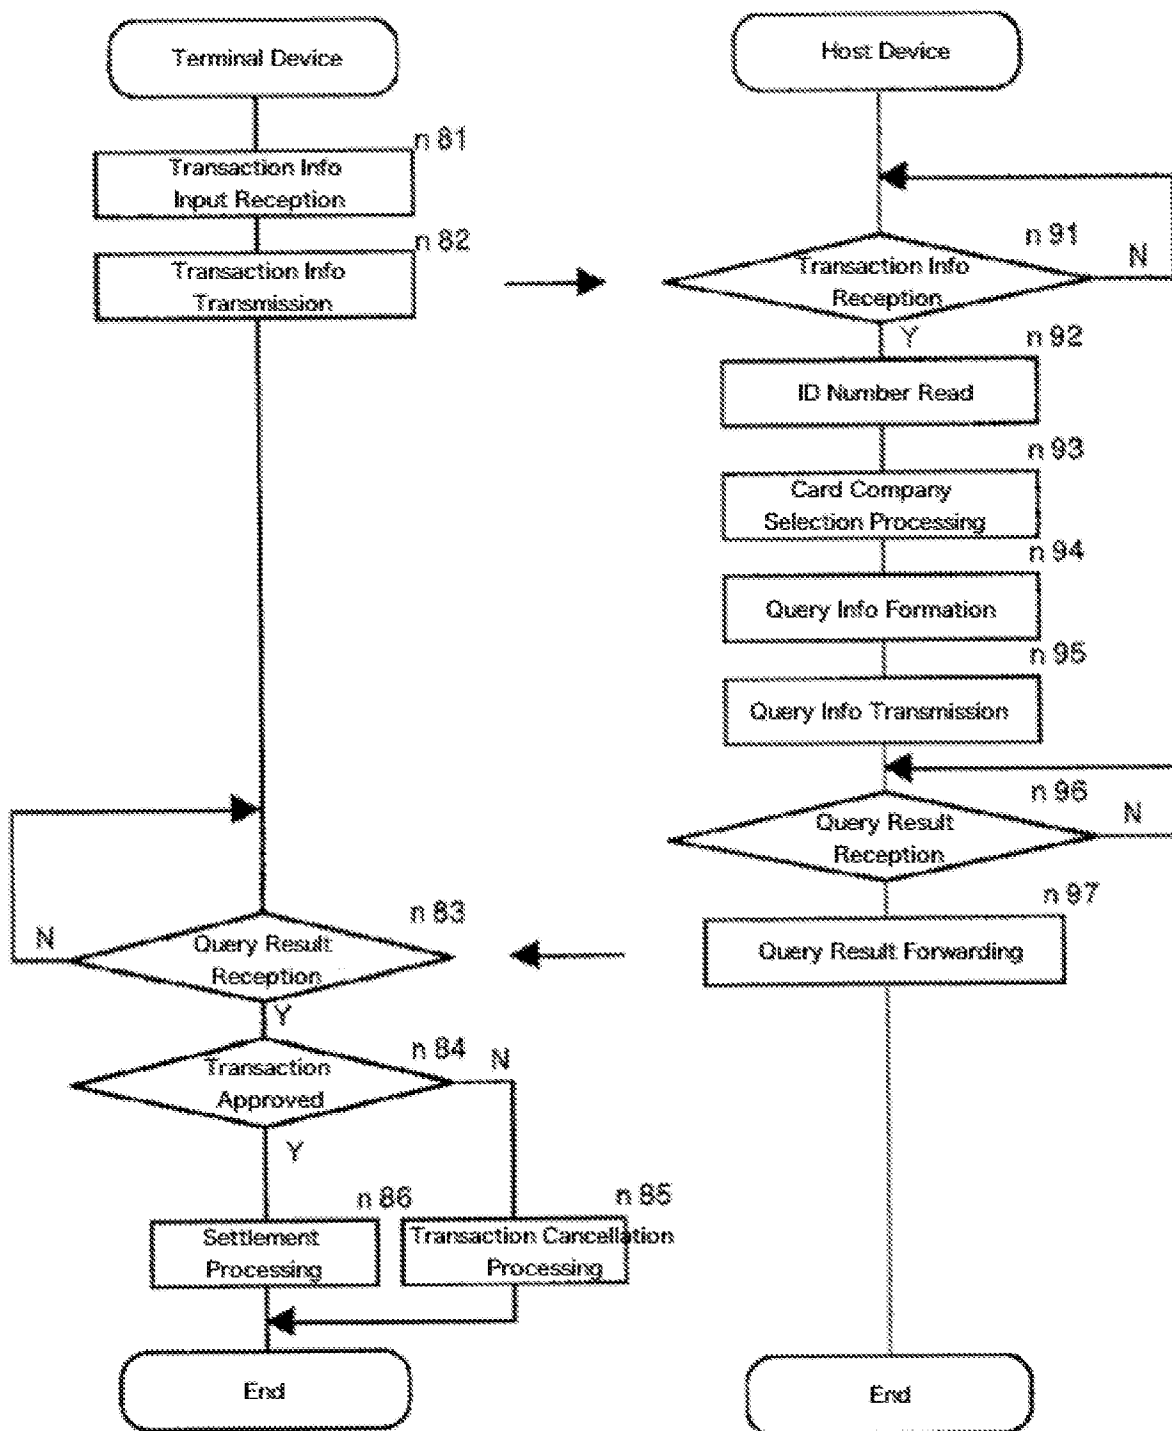 Terminal Device
n 81
Transaction Info
Input Reception
n 82
Transaction Info
Transmission
n 83
Query Result
Reception
N
Y
n 84
Transaction
Approved
N
Y
n 86
Settlement
Processing
n 85
Transaction Cancellation
Processing
End
Host Device
n 91
Transaction Info
Reception
N
Y
n 92
ID Number Read
n 93
Card Company
Selection Processing
n 94
Query Info Formation
n 95
Query Info Transmission
n 96
Query Result
Reception
N
n 97
Query Result Forwarding
End